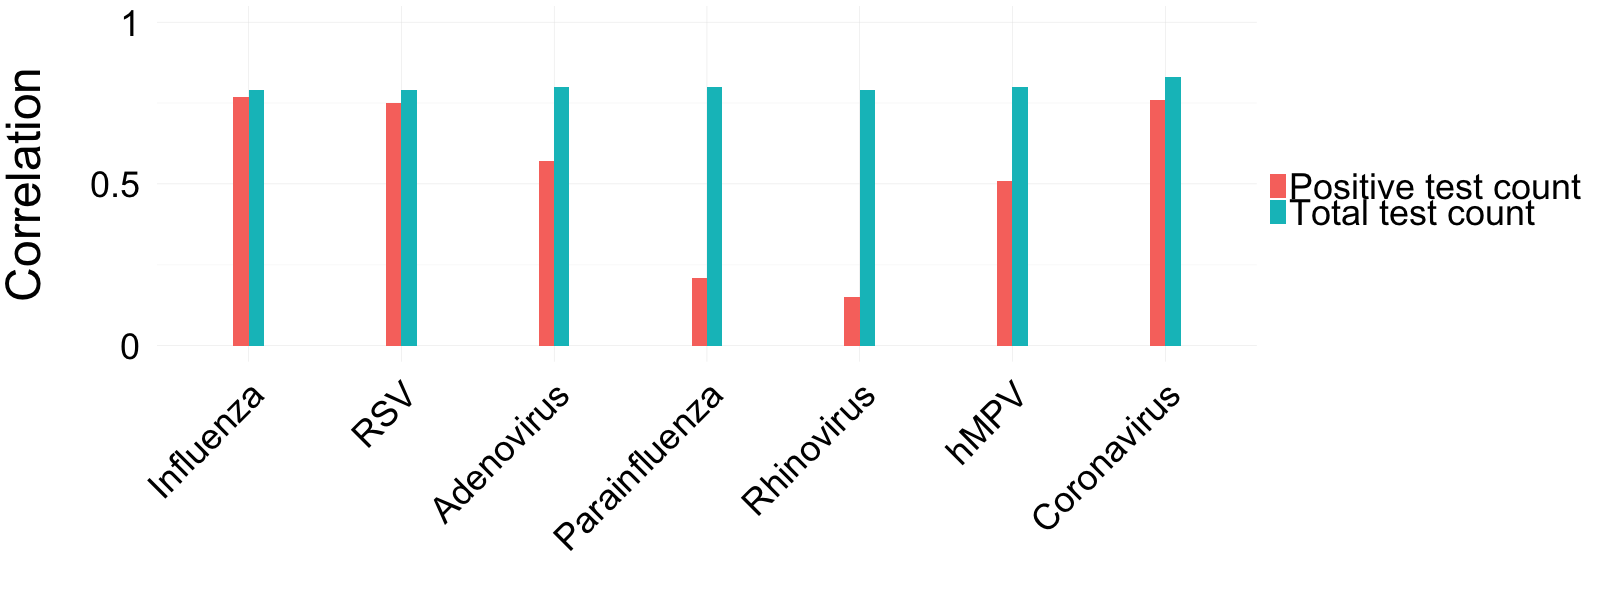 Correlation
1
0.5
0
Influenza
RSV
Adenovirus
Parainfluenza
Rhinovirus
hMPV
Coronavirus
Positive test count
Total test count